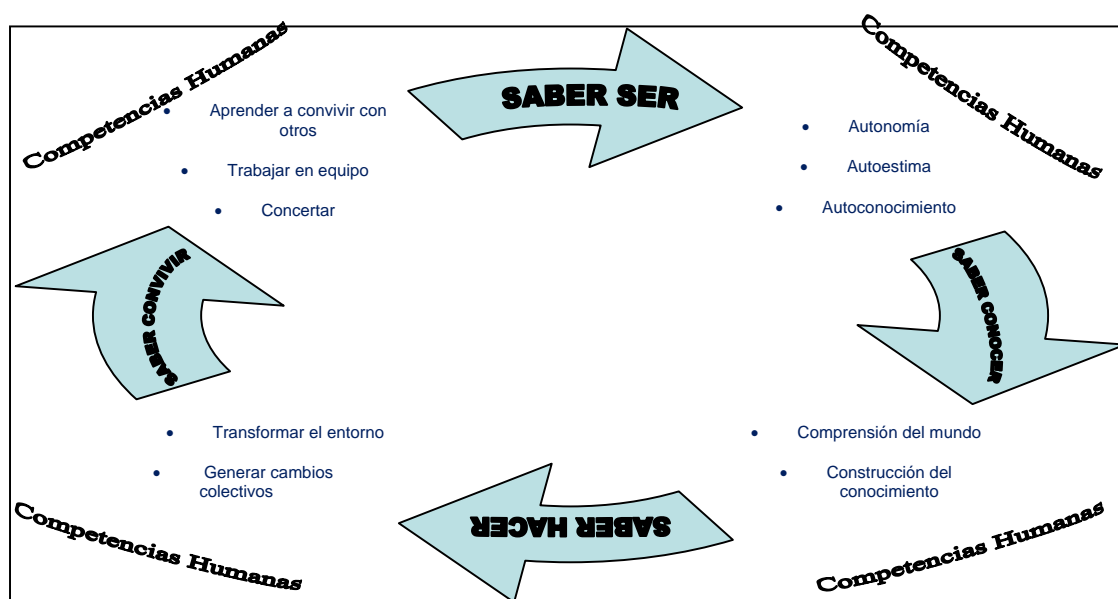 Competencias Humanas
Competencias Humanas
SABER SER
• Aprender a convivir con
otros
• Trabajar en equipo
• Concertar
• Autonomía
• Autoestima
• Autoconocimiento
SABER CONVIVIR
SABER CONOCER
• Transformar el entorno
• Generar cambios
colectivos
• Comprensión del mundo
• Construcción del
conocimiento
SABER HACER
Competencias Humanas
Competencias Humanas